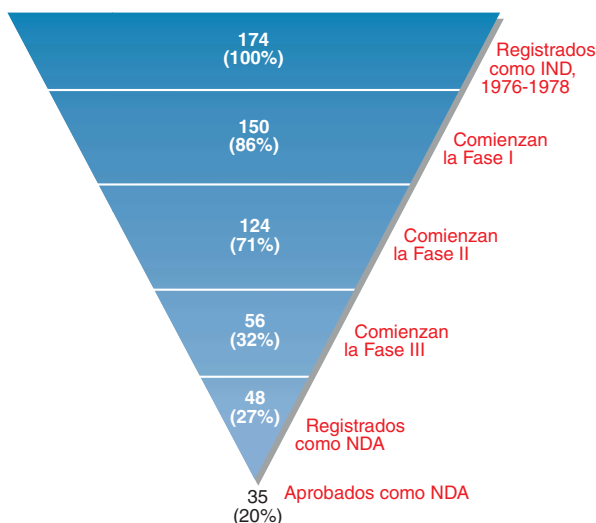 174
(100%)
Registrados
como IND,
1976-1978
150
(86%)
Comienzan
la Fase I
124
(71%)
Comienzan
la Fase II
56
(32%)
Comienzan
la Fase III
48
(27%)
Registrados
como NDA
35
(20%)
Aprobados como NDA